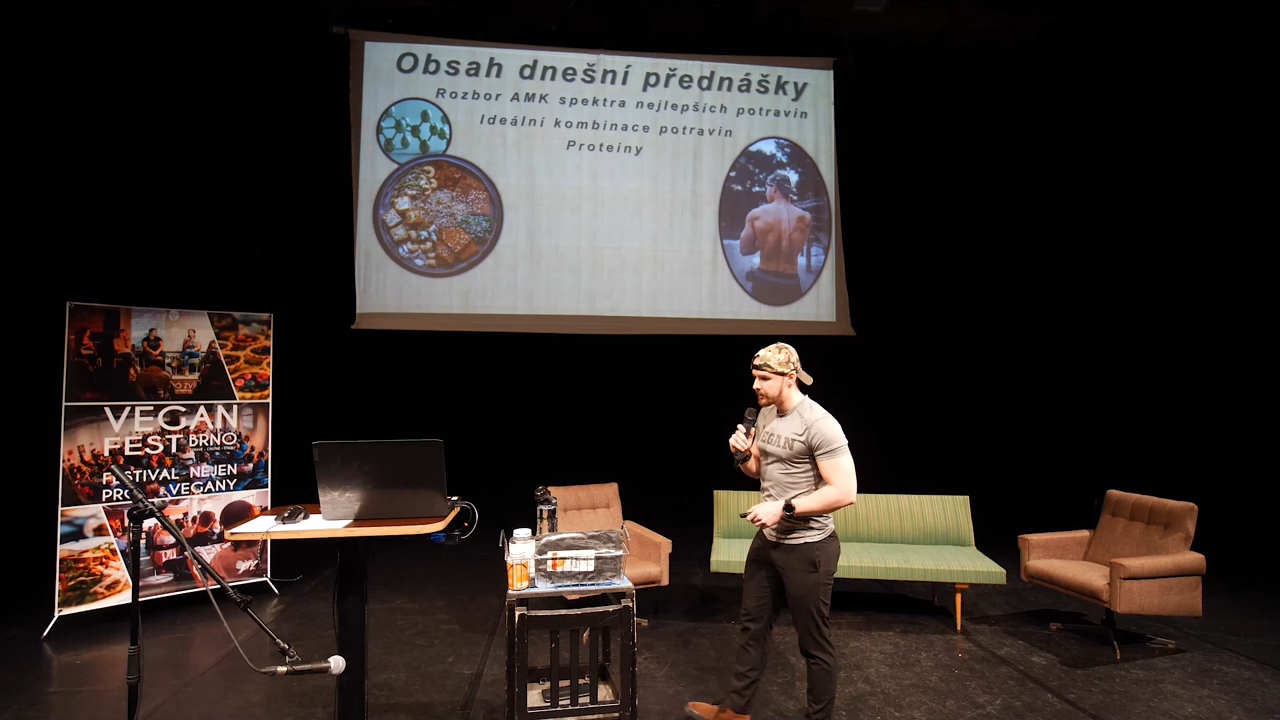 Obsah dnešní přednášky
Rozbor AMK spektra nejlepších potravin
Ideální kombinace potravin
Proteiny
VEGAN
FEST BRNO
FESTIVAL NEJEN
PRO VEGANY
VEGAN